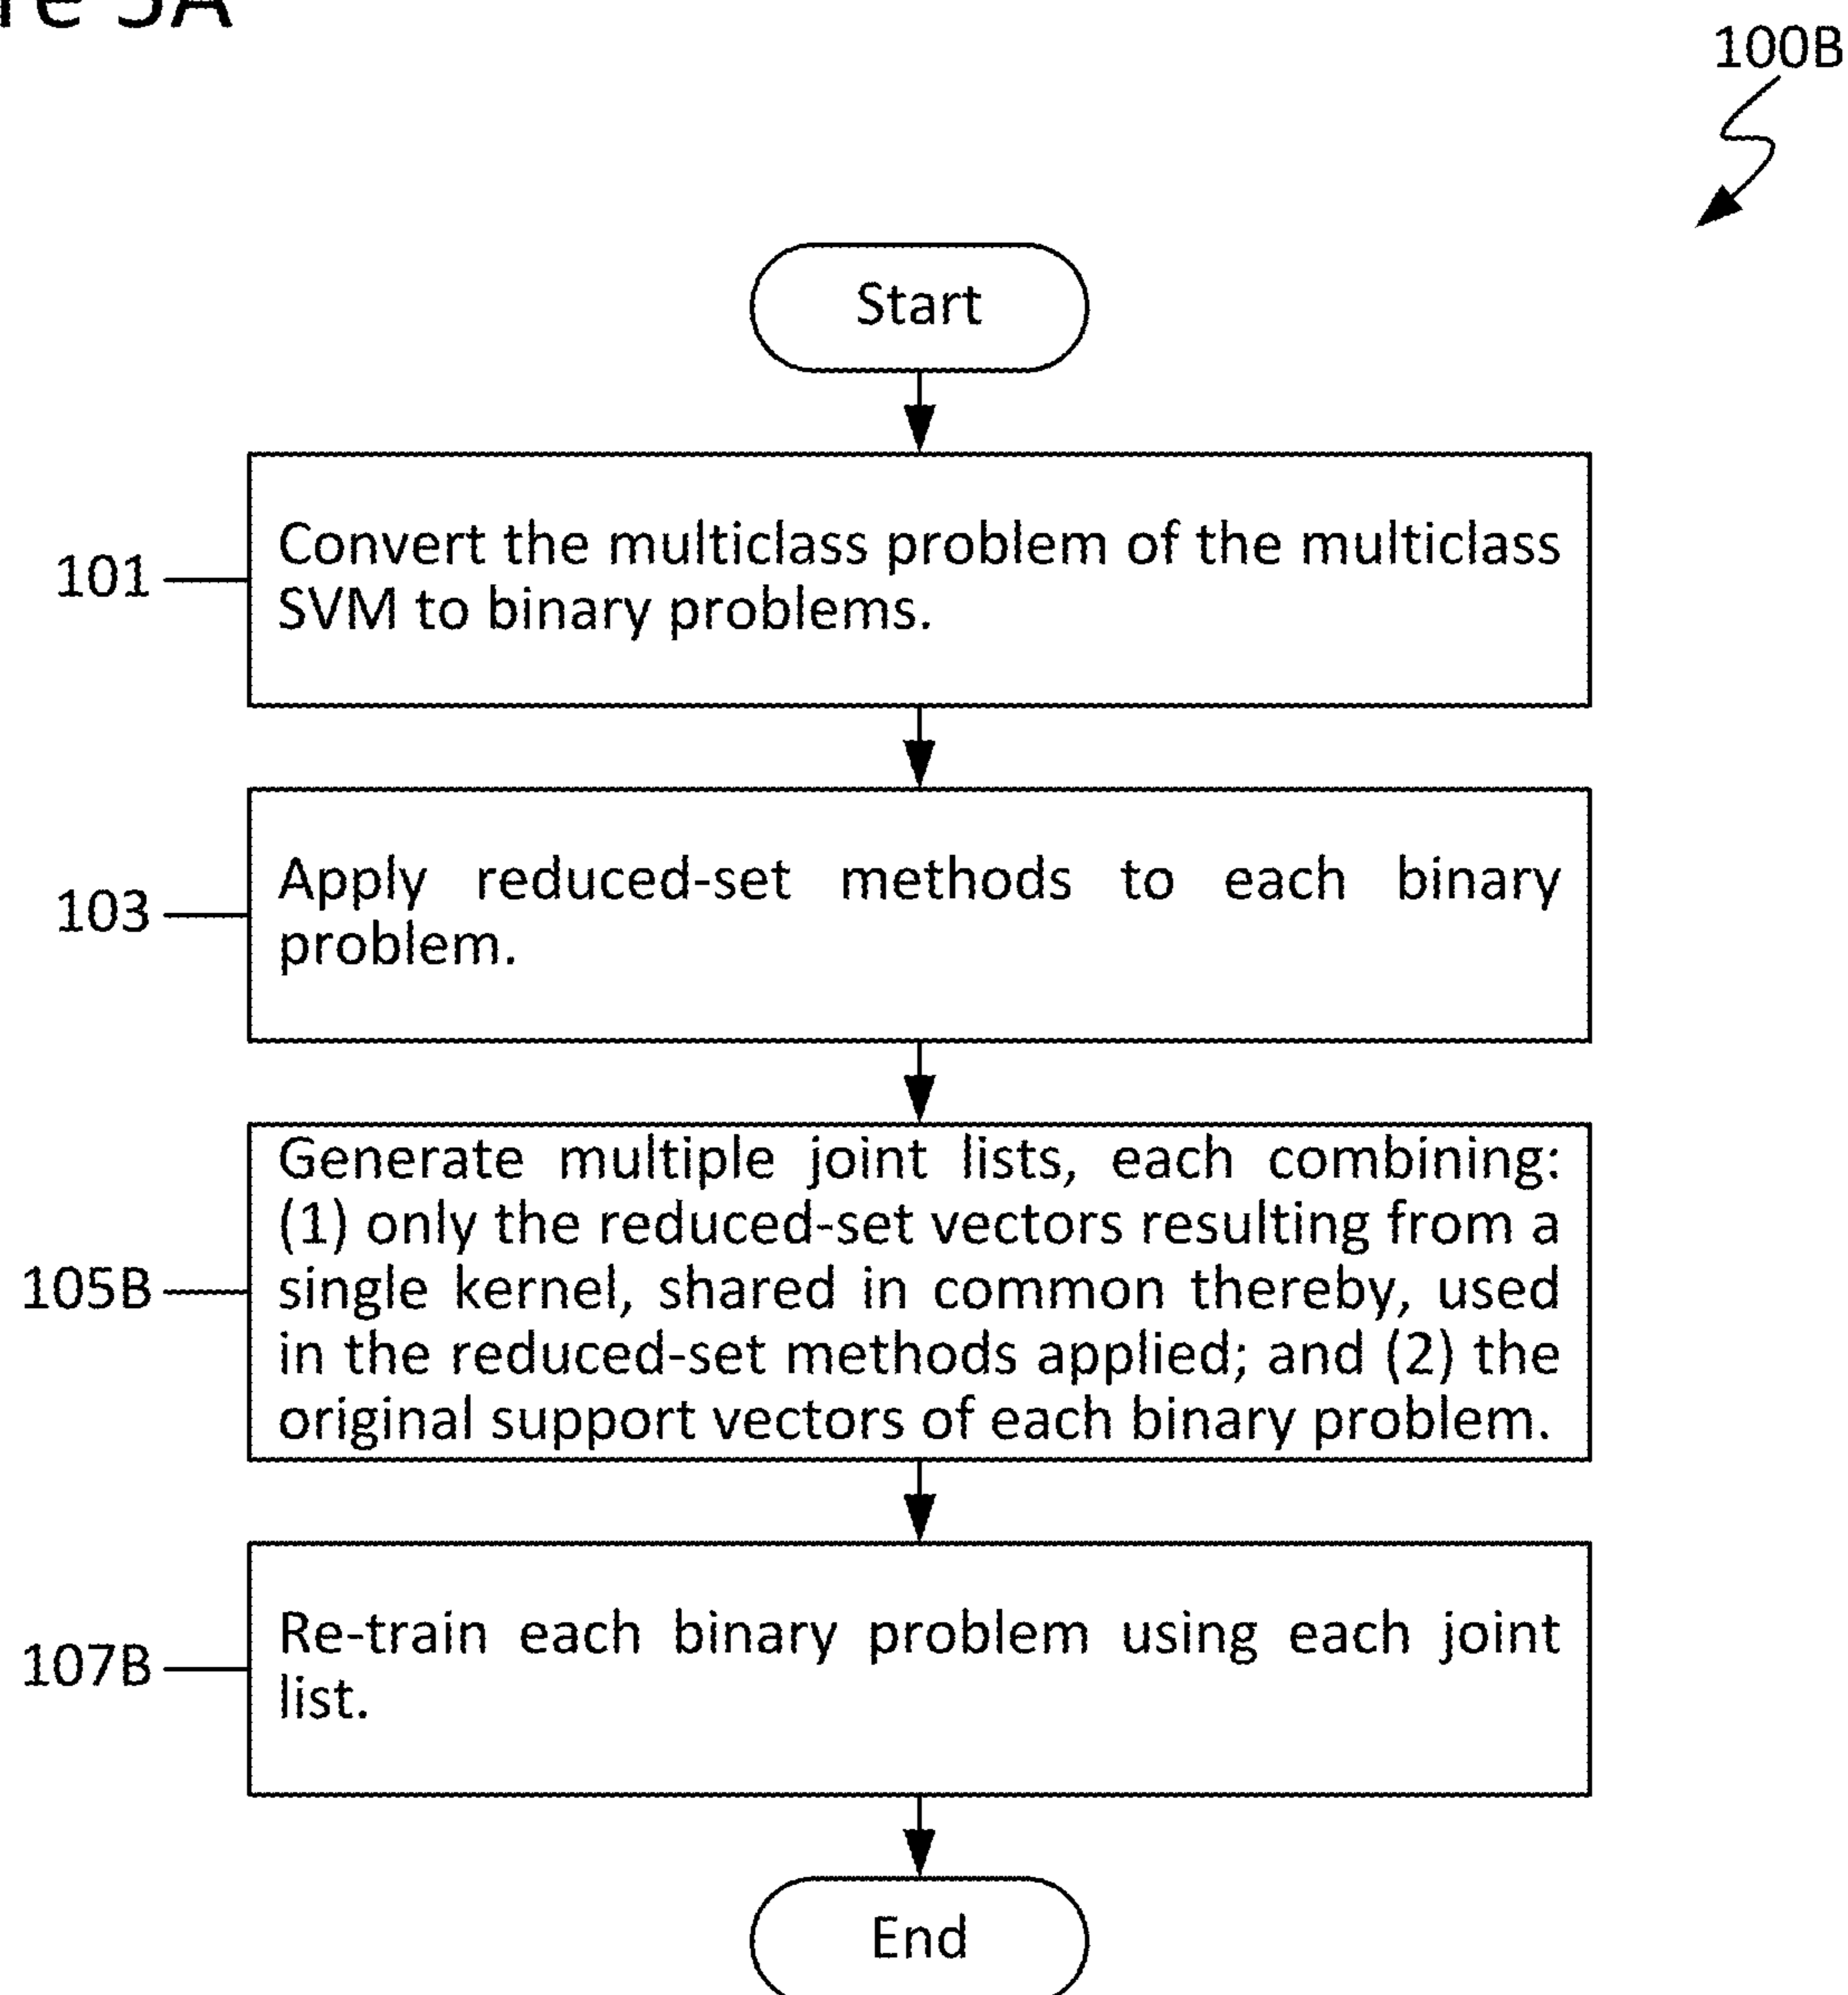 3A
100B
Start
101
Convert the multiclass problem of the multiclass
SVM to binary problems.
103
Apply reduced-set methods to each binary
problem.
105B
Generate multiple joint lists, each combining:
(1) only the reduced-set vectors resulting from a
single kernel, shared in common thereby, used
in the reduced-set methods applied; and (2) the
original support vectors of each binary problem.
107B
Re-train each binary problem using each joint
list.
End